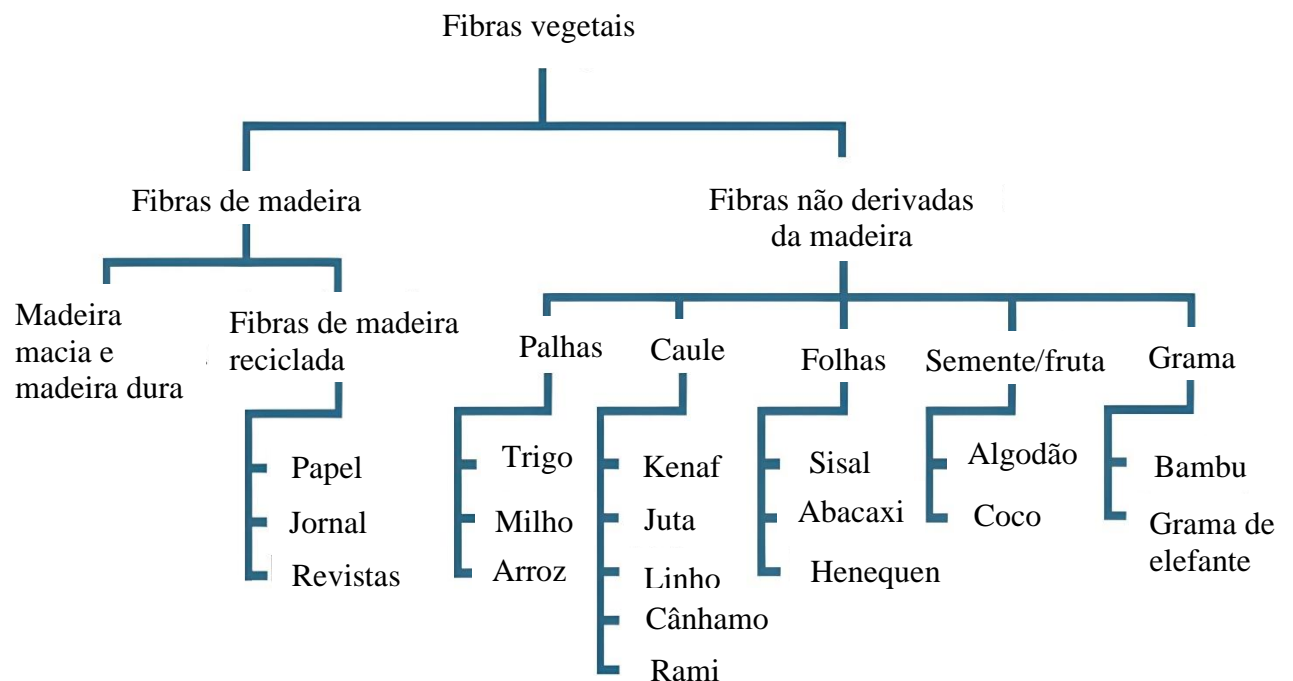 Fibras vegetais
Fibras de madeira
Fibras não derivadas
da madeira
Madeira
macia e
madeira dura
Fibras de madeira
reciclada
Papel
Jornal
Revistas
Palhas
Trigo
Milho
Arroz
Caule
Kenaf
Juta
Linho
Cânhamo
Rami
Folhas
Sisal
Abacaxi
Henequen
Semente/fruta
Algodão
Coco
Grama
Bambu
Grama de
elefante